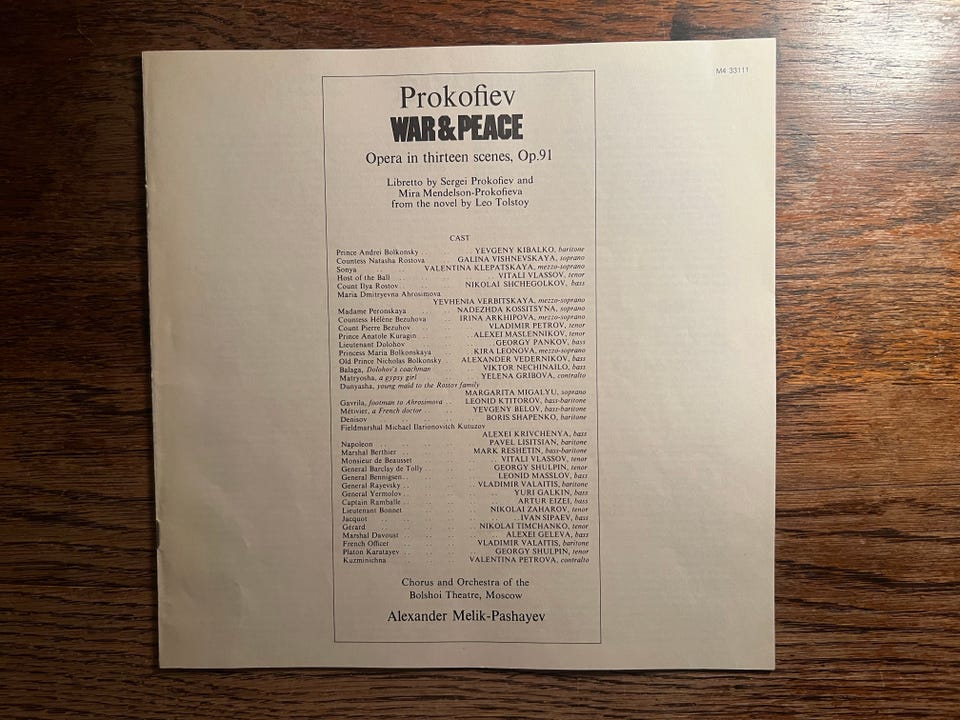 M4 33111
Prokofiev
WAR & PEACE
Opera in thirteen scenes, Op.91
Libretto by Sergei Prokofiev and
Mira Mendelson-Prokofieva
from the novel by Leo Tolstoy
CAST
Prince Andrei Bolkonsky .. YEVGENY KIBALKO, baritone
Countess Natasha Rostova GALINA VISHNEVSKAYA, soprano
Sonya .. VALENTINA KLEPATSKAYA, mezzo-soprano
Host of the Ball .. VITALI VLASSOV, tenor
Count Ilya Rostov .. NIKOLAI SHCHEGOLKOV, bass
Maria Dmitryevna Ahrosimova
YEVHENIA VERBITSKAYA, mezzo-soprano
Madame Peronskaya .. NADEZHDA KOSSITSYNA, soprano
Countess Hélène Bezuhova .. IRINA ARKHIPOVA, mezzo-soprano
Count Pierre Bezuhov .. VLADIMIR PETROV, tenor
Prince Anatole Kuragin .. ALEXEI MASLENNIKOV, tenor
Lieutenant Dolohov .. GEORGY PANKOV, bass
Princess Maria Bolkonskaya .. KIRA LEONOVA, mezzo-soprano
Old Prince Nicholas Bolkonsky .. ALEXANDER VEDERNIKOV, bass
Balaga, Dolohov's coachman VIKTOR NECHINAILO, bass
Matryosha, a gypsy girl .. YELENA GRIBOVA, contralto
Dunyasha, young maid to the Rostov family
MARGARITA MIGALYU, soprano
Gavrila, footman to Ahrosimova .. LEONID KTITOROV, bass-baritone
Métivier, a French doctor .. YEVGENY BELOV, bass-baritone
Denisov .. BORIS SHAPENKO, baritone
Fieldmarshal Michael Ilarionovitch Kutuzov
ALEXEI KRIVCHENYA, bass
Napoleon .. PAVEL LISITSIAN, baritone
Marshal Berthier .. MARK RESHETIN, bass-baritone
Monsieur de Beausset .. VITALI VLASSOV, tenor
General Barclay de Tolly .. GEORGY SHULPIN, tenor
General Bennigsen .. LEONID MASSLOV, bass
General Rayevsky .. VLADIMIR VALAITIS, baritone
General Yermolov .. YURI GALKIN, bass
Captain Ramballe .. ARTUR EIZEI, bass
Lieutenant Bonnet .. NIKOLAI ZAHAROV, tenor
Jacquot .. IVAN SIPAEV, bass
Gérard .. NIKOLAI TIMCHANKO, tenor
Marshal Davoust .. ALEXEI GELEVA, bass
French Officer .. VLADIMIR VALAITIS, baritone
Platon Karatayev .. GEORGY SHULPIN, tenor
Kuzminichna .. VALENTINA PETROVA, contralto
Chorus and Orchestra of the
Bolshoi Theatre, Moscow
Alexander Melik-Pashayev